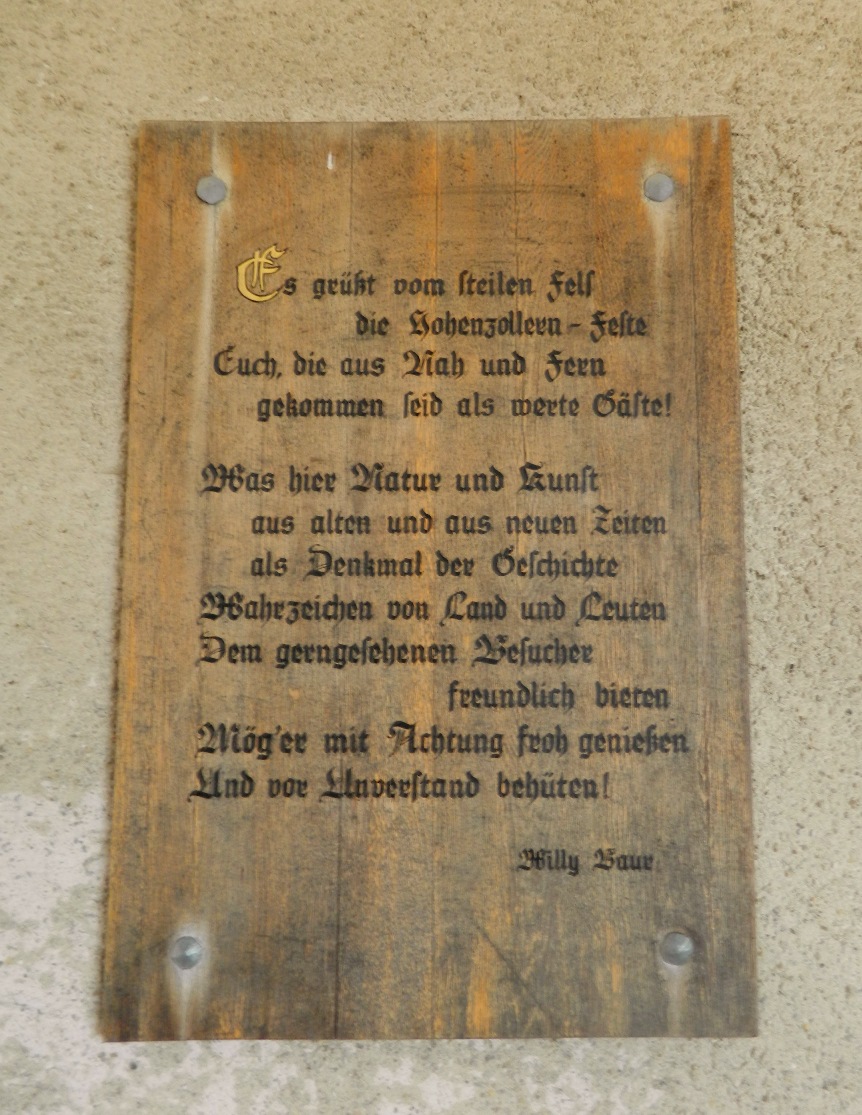 Es grüßt vom steilen Fels
die Hohenzollern-Feste
Euch, die aus Nah und Fern
gekommen seid als werte Gäste!
Was hier Natur und Kunst
aus alten und aus neuen Zeiten
als Denkmal der Geschichte
Wahrzeichen von Land und Leuten
Dem gerngesehenen Besucher
freundlich bieten
Mög'er mit Achtung froh genießen
Und vor Unverstand behüten!
Willy Baur